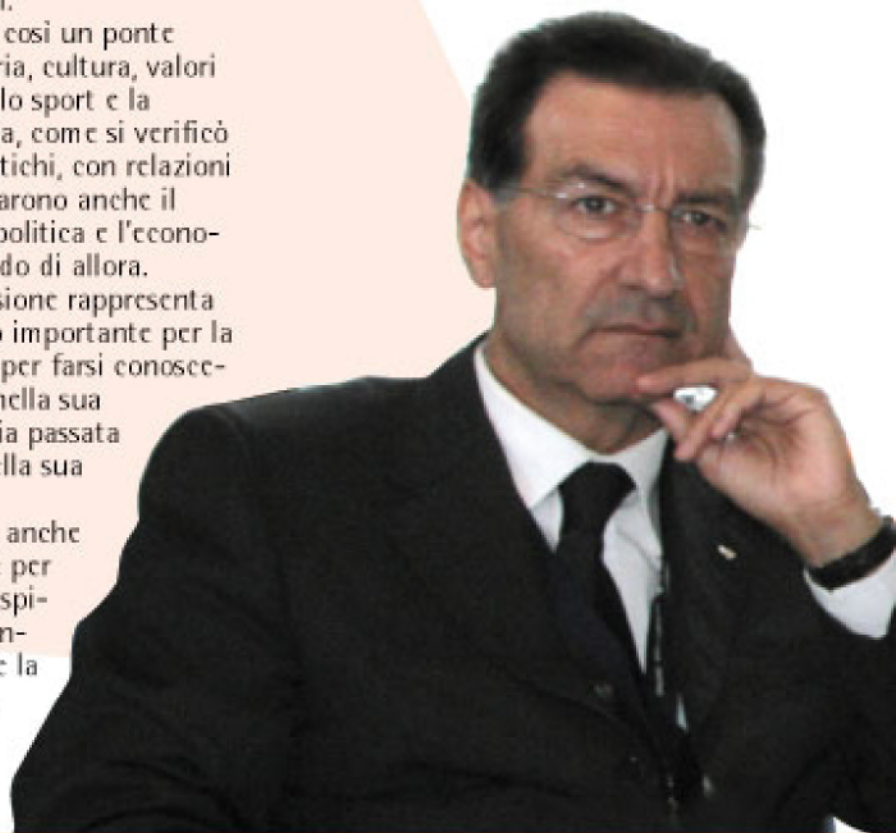 così un ponte
ria, cultura, valori
lo sport e la
a, come si verificò
tichi, con relazioni
arono anche il
politica e l'econo-
do di allora.
sione rappresenta
o importante per la
per farsi conosce-
nella sua
ia passata
lla sua
anche
per
spi-
n-
e la